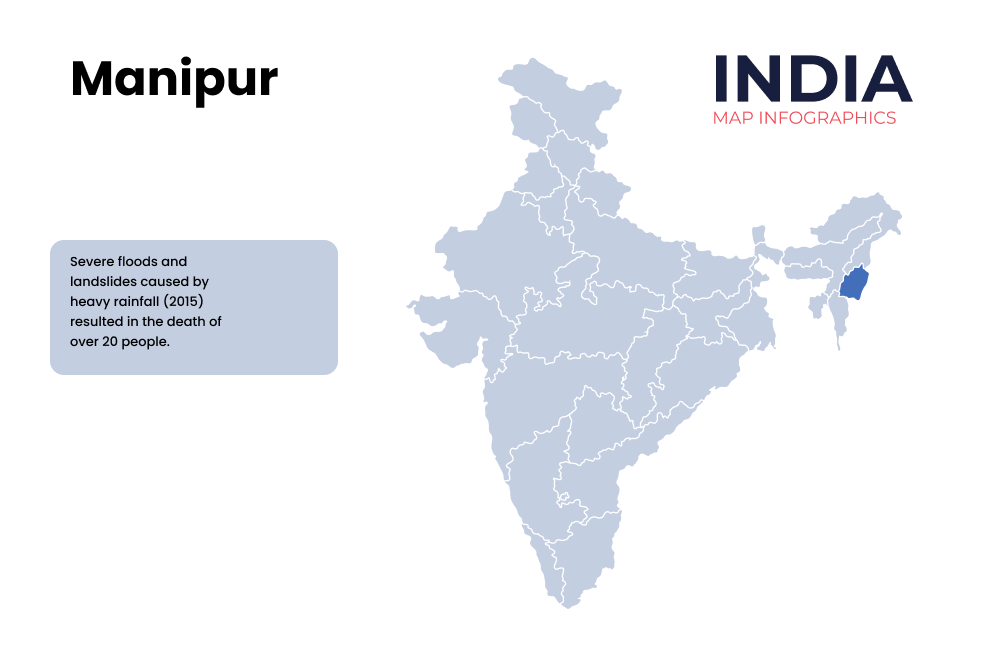 Manipur
INDIA
MAP INFOGRAPHICS
Severe floods and
landslides caused by
heavy rainfall (2015)
resulted in the death of
over 20 people.